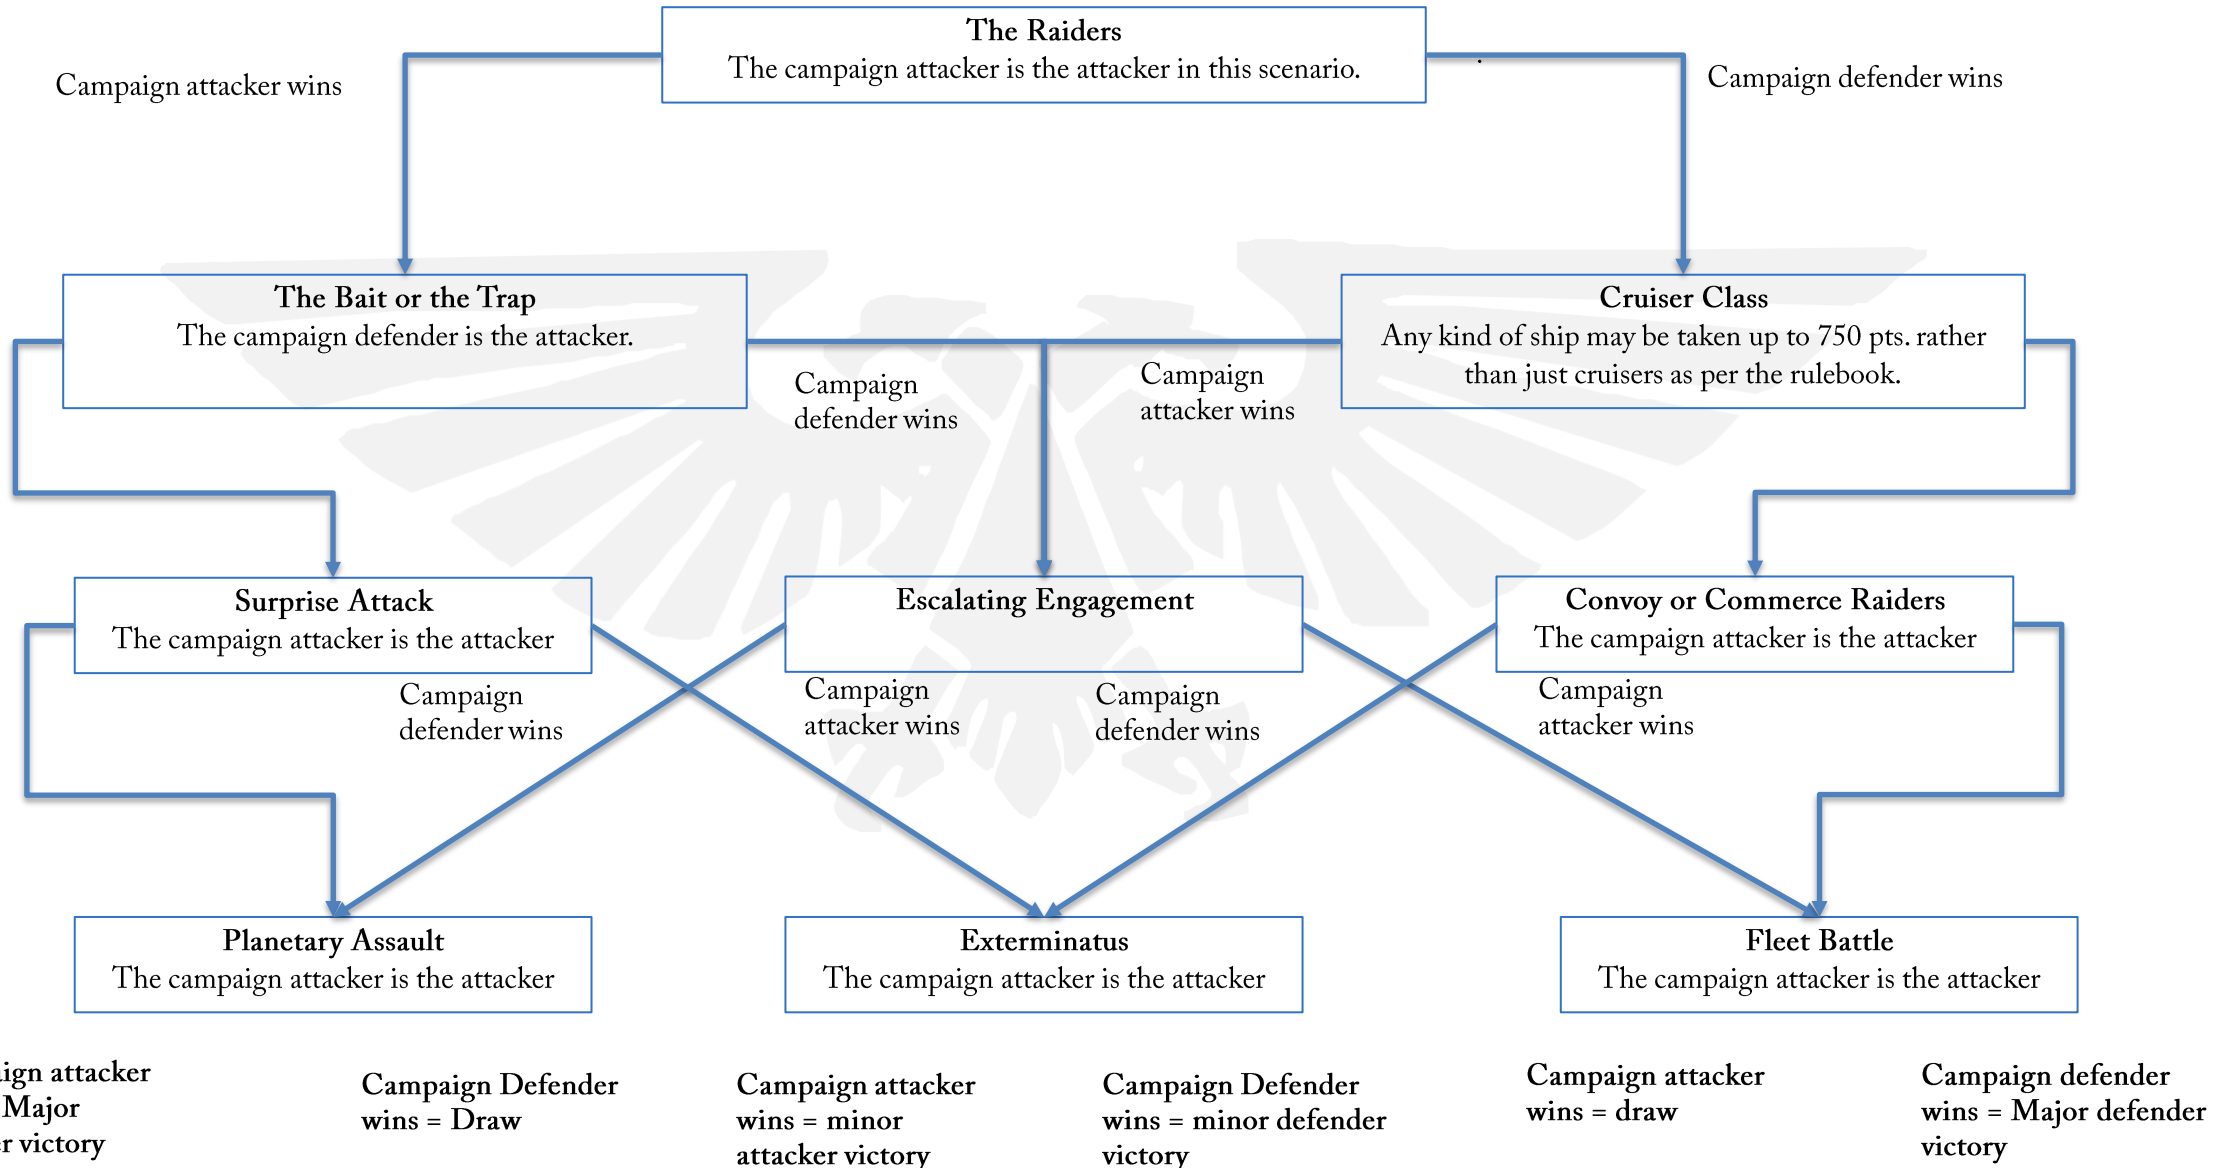 The Raiders
The campaign attacker is the attacker in this scenario.
Campaign attacker wins
Campaign defender wins
The Bait or the Trap
The campaign defender is the attacker.
Cruiser Class
Any kind of ship may be taken up to 750 pts. rather
than just cruisers as per the rulebook.
Campaign
defender wins
Campaign
attacker wins
Surprise Attack
The campaign attacker is the attacker
Escalating Engagement
Convoy or Commerce Raiders
The campaign attacker is the attacker
Campaign
defender wins
Campaign
attacker wins
Campaign
defender wins
Campaign
attacker wins
Planetary Assault
The campaign attacker is the attacker
Exterminatus
The campaign attacker is the attacker
Fleet Battle
The campaign attacker is the attacker
attacker
Major
victory
Campaign Defender
wins = Draw
Campaign attacker
wins = minor
attacker victory
Campaign Defender
wins = minor defender
victory
Campaign attacker
wins = draw
Campaign defender
wins = Major defender
victory